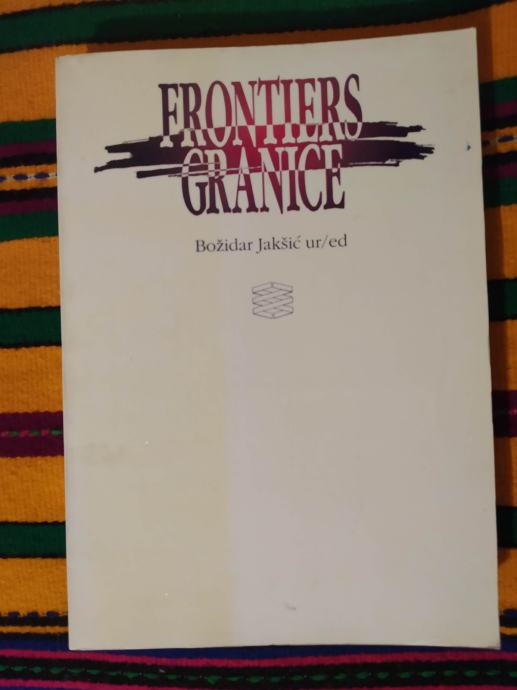 FRONTIERS
GRANICE
Božidar Jakšić ur/ed